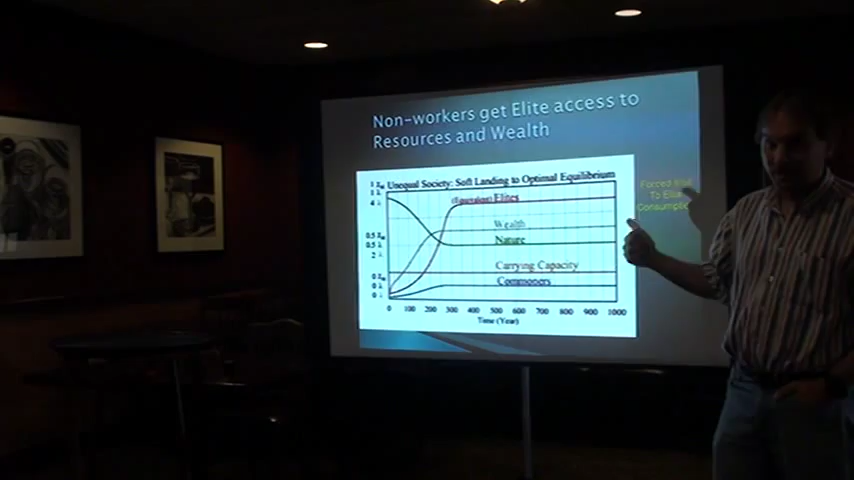 Non-workers get Elite access to
Resources and Wealth
Unequal Society: Soft Landing to Optimal Equilibrium
(Equivalent) Elites
Wealth
Nature
Carrying Capacity
Commoners
0 100 200 300 400 500 600 700 800 900 1000
Time (Year)
Forced
To Elite